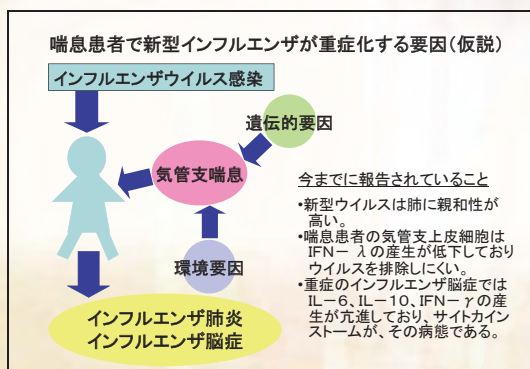 喘息患者で新型インフルエンザが重症化する要因(仮説)
インフルエンザウイルス感染
遺伝的要因
気管支喘息
環境要因
インフルエンザ肺炎
インフルエンザ脳症
今までに報告されていること
•新型ウイルスは肺に親和性が
高い。
•喘息患者の気管支上皮細胞は
IFN－ λの産生が低下しており
ウイルスを排除しにくい。
•重症のインフルエンザ脳症では
IL－6、IL－10、IFN－γの産
生が亢進しており、サイトカイン
ストームが、その病態である。